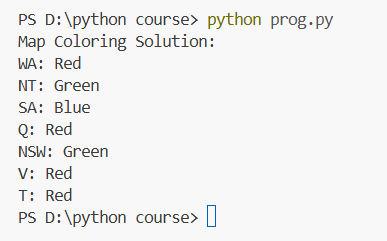 PS D:\python course> python prog.py
Map Coloring Solution:
WA: Red
NT: Green
SA: Blue
Q: Red
NSW: Green
V: Red
T: Red
PS D:\python course>